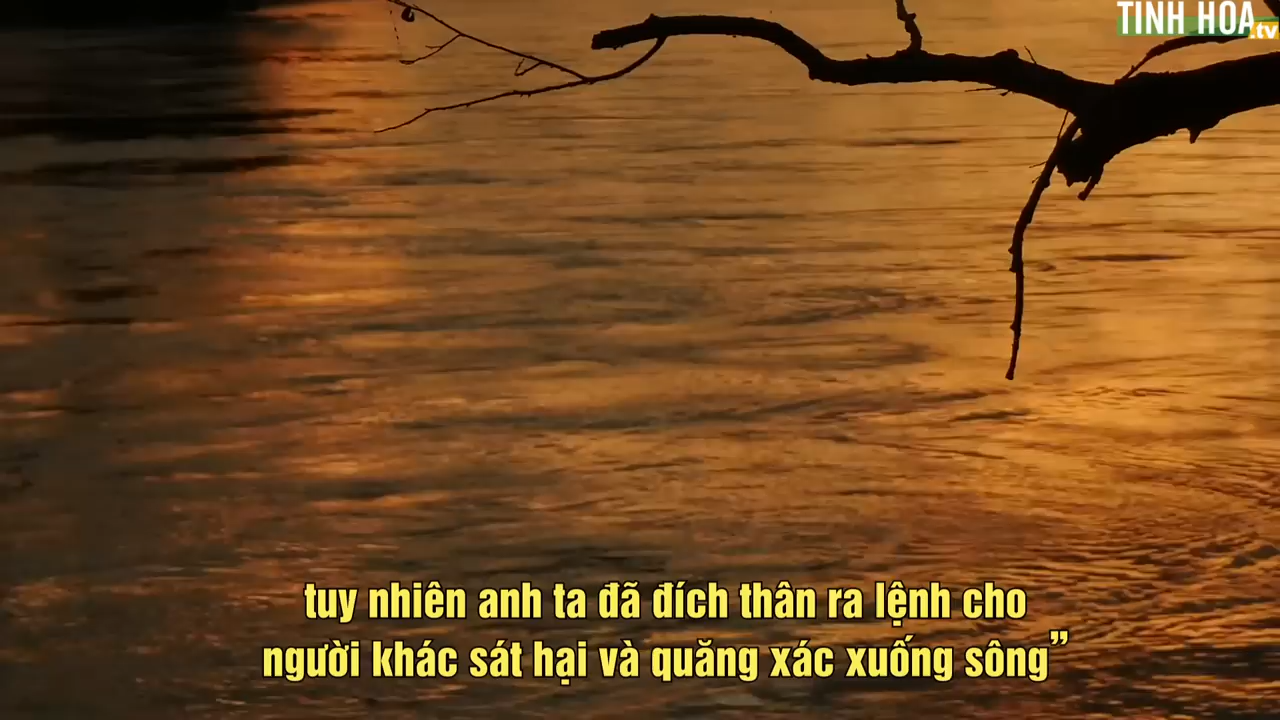 TINH HOA
.tv
tuy nhiên anh ta đã đích thân ra lệnh cho
người khác sát hại và quăng xác xuống sông”